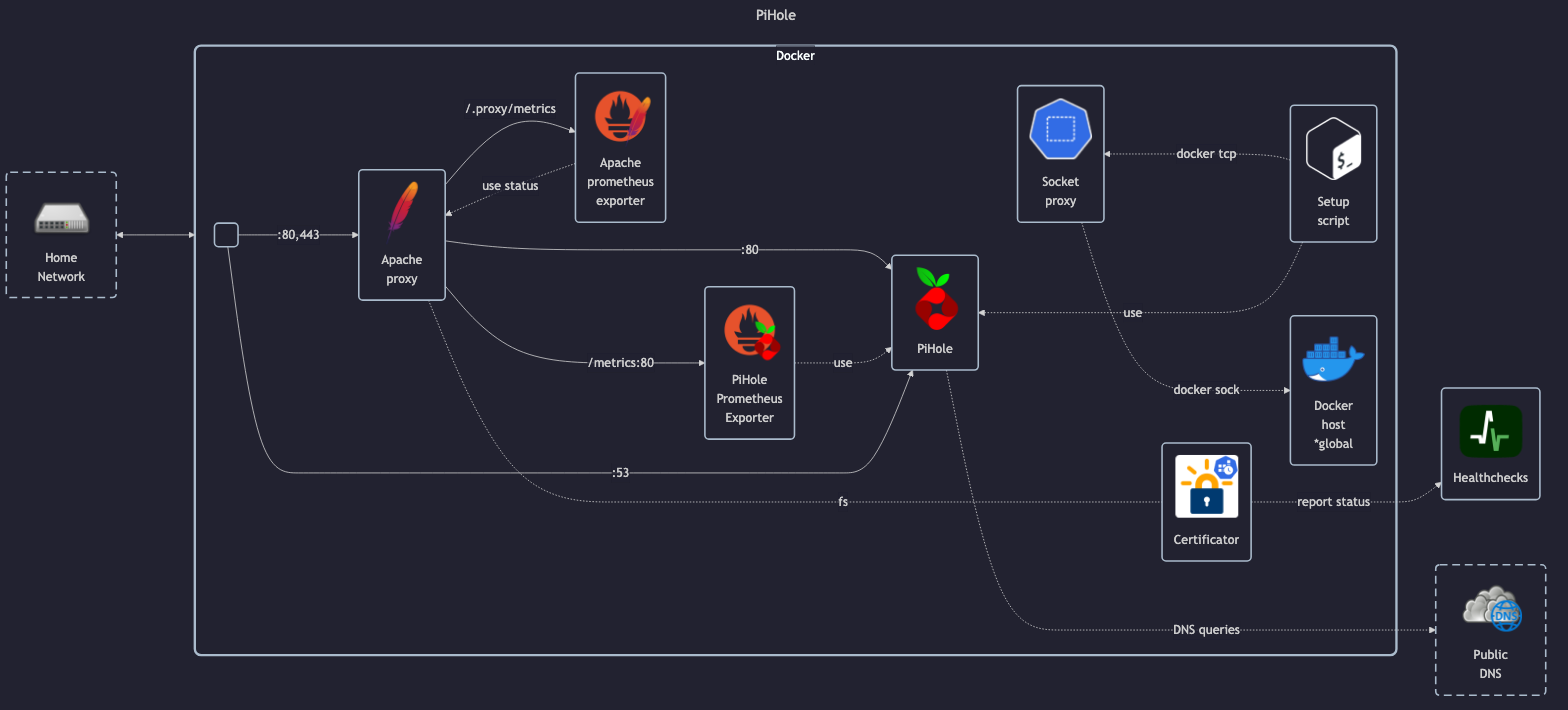 PiHole
Docker
/.proxy/metrics
Apache
prometheus
exporter
use status
Home
Network
:80,443
Apache
proxy
:80
/metrics:80
PiHole
Prometheus
Exporter
use
PiHole
:53
fs
Socket
proxy
docker tcp
$_
Setup
script
use
docker sock
Docker
host
*global
Certificator
report status
Healthchecks
DNS queries
DNS
Public
DNS